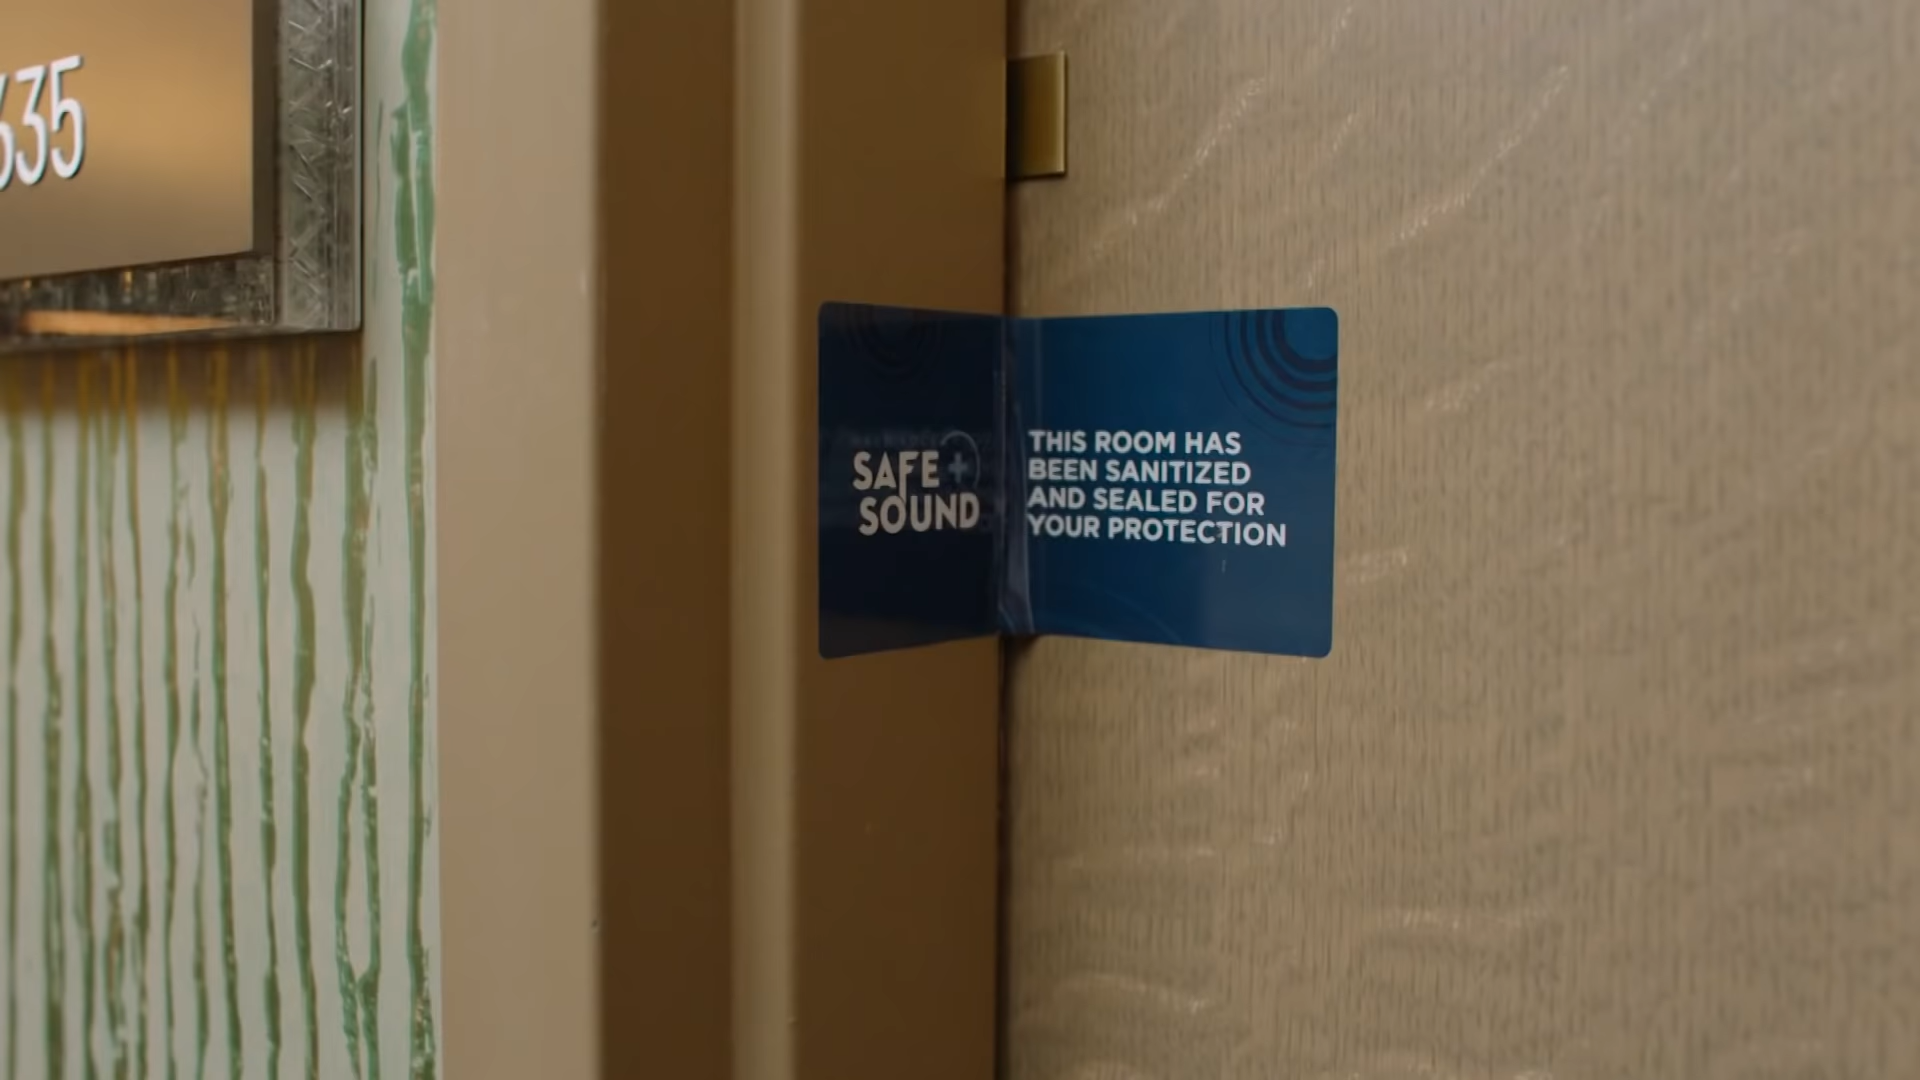 635
SAFE+
SOUND
THIS ROOM HAS
BEEN SANITIZED
AND SEALED FOR
YOUR PROTECTION